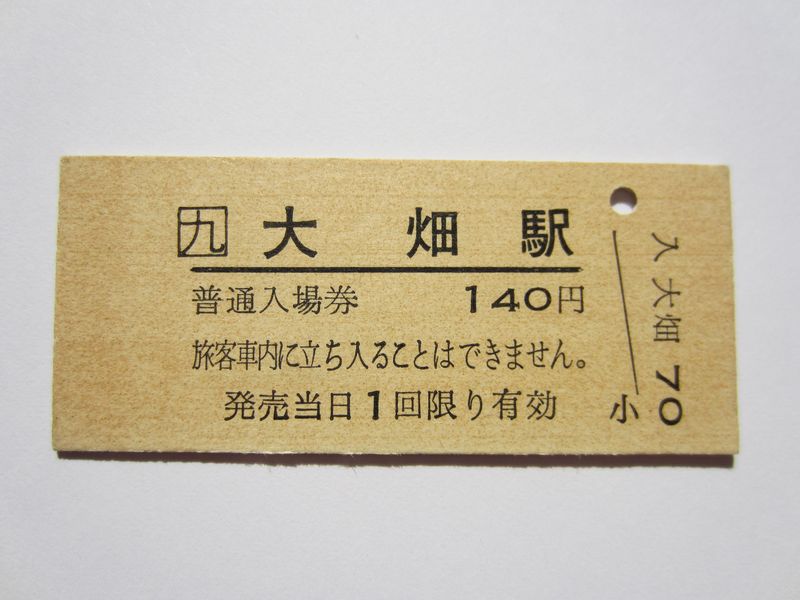 九 大畑駅
普通入場券 140円
旅客車内に立ち入ることはできません。
発売当日1回限り有効
小
入大畑70